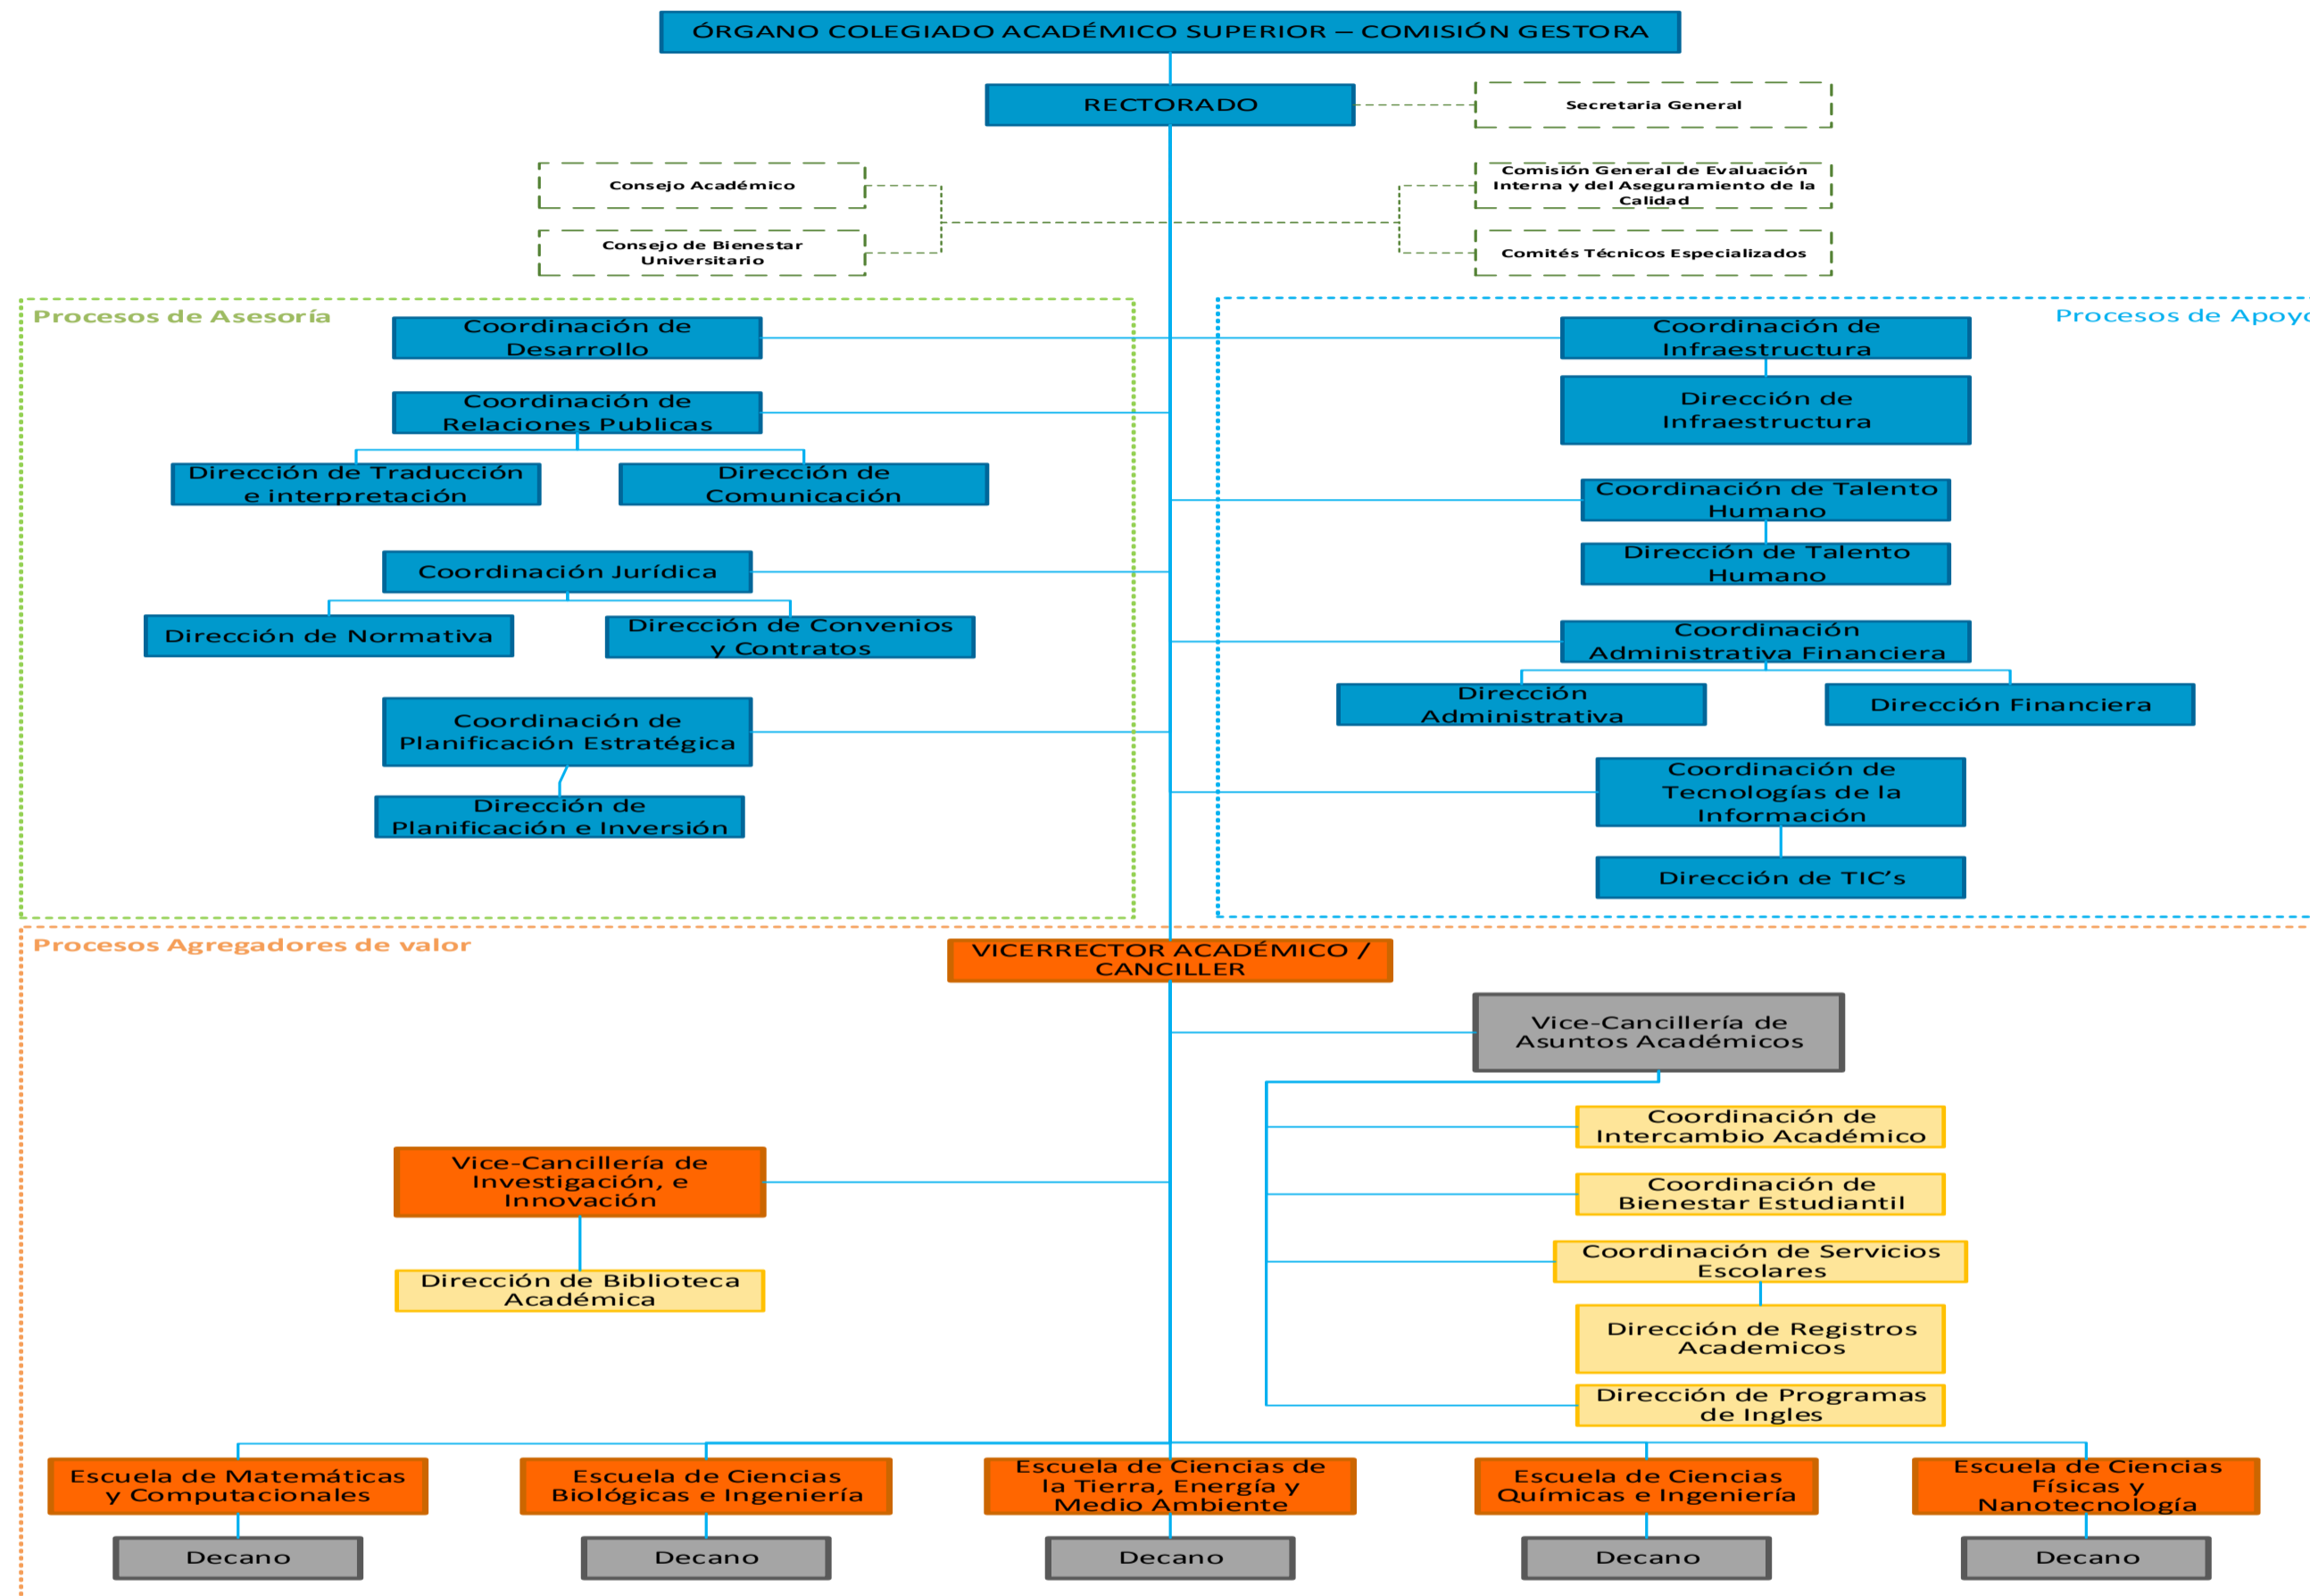 ÓRGANO COLEGIADO ACADÉMICO SUPERIOR – COMISIÓN GESTORA
RECTORADO
Secretaria General
Consejo Académico
Comisión General de Evaluación
Interna y del Aseguramiento de la
Calidad
Consejo de Bienestar
Universitario
Comités Técnicos Especializados
Procesos de Asesoría
Coordinación de
Desarrollo
Coordinación de
Relaciones Publicas
Dirección de Traducción
e interpretación
Dirección de
Comunicación
Coordinación Jurídica
Dirección de Normativa
Dirección de Convenios
y Contratos
Coordinación de
Planificación Estratégica
Dirección de
Planificación e Inversión
Procesos de Apoyo
Coordinación de
Infraestructura
Dirección de
Infraestructura
Coordinación de Talento
Humano
Dirección de Talento
Humano
Coordinación
Administrativa Financiera
Dirección
Administrativa
Dirección Financiera
Coordinación de
Tecnologías de la
Información
Dirección de TIC’s
Procesos Agregadores de valor
VICERRECTOR ACADÉMICO /
CANCILLER
Vice-Cancillería de
Asuntos Académicos
Coordinación de
Intercambio Académico
Coordinación de
Bienestar Estudiantil
Coordinación de Servicios
Escolares
Dirección de Registros
Academicos
Dirección de Programas
de Ingles
Vice-Cancillería de
Investigación, e
Innovación
Dirección de Biblioteca
Académica
Escuela de Matemáticas
y Computacionales
Escuela de Ciencias
Biológicas e Ingeniería
Escuela de Ciencias de
la Tierra, Energía y
Medio Ambiente
Escuela de Ciencias
Químicas e Ingeniería
Escuela de Ciencias
Físicas y
Nanotecnología
Decano
Decano
Decano
Decano
Decano